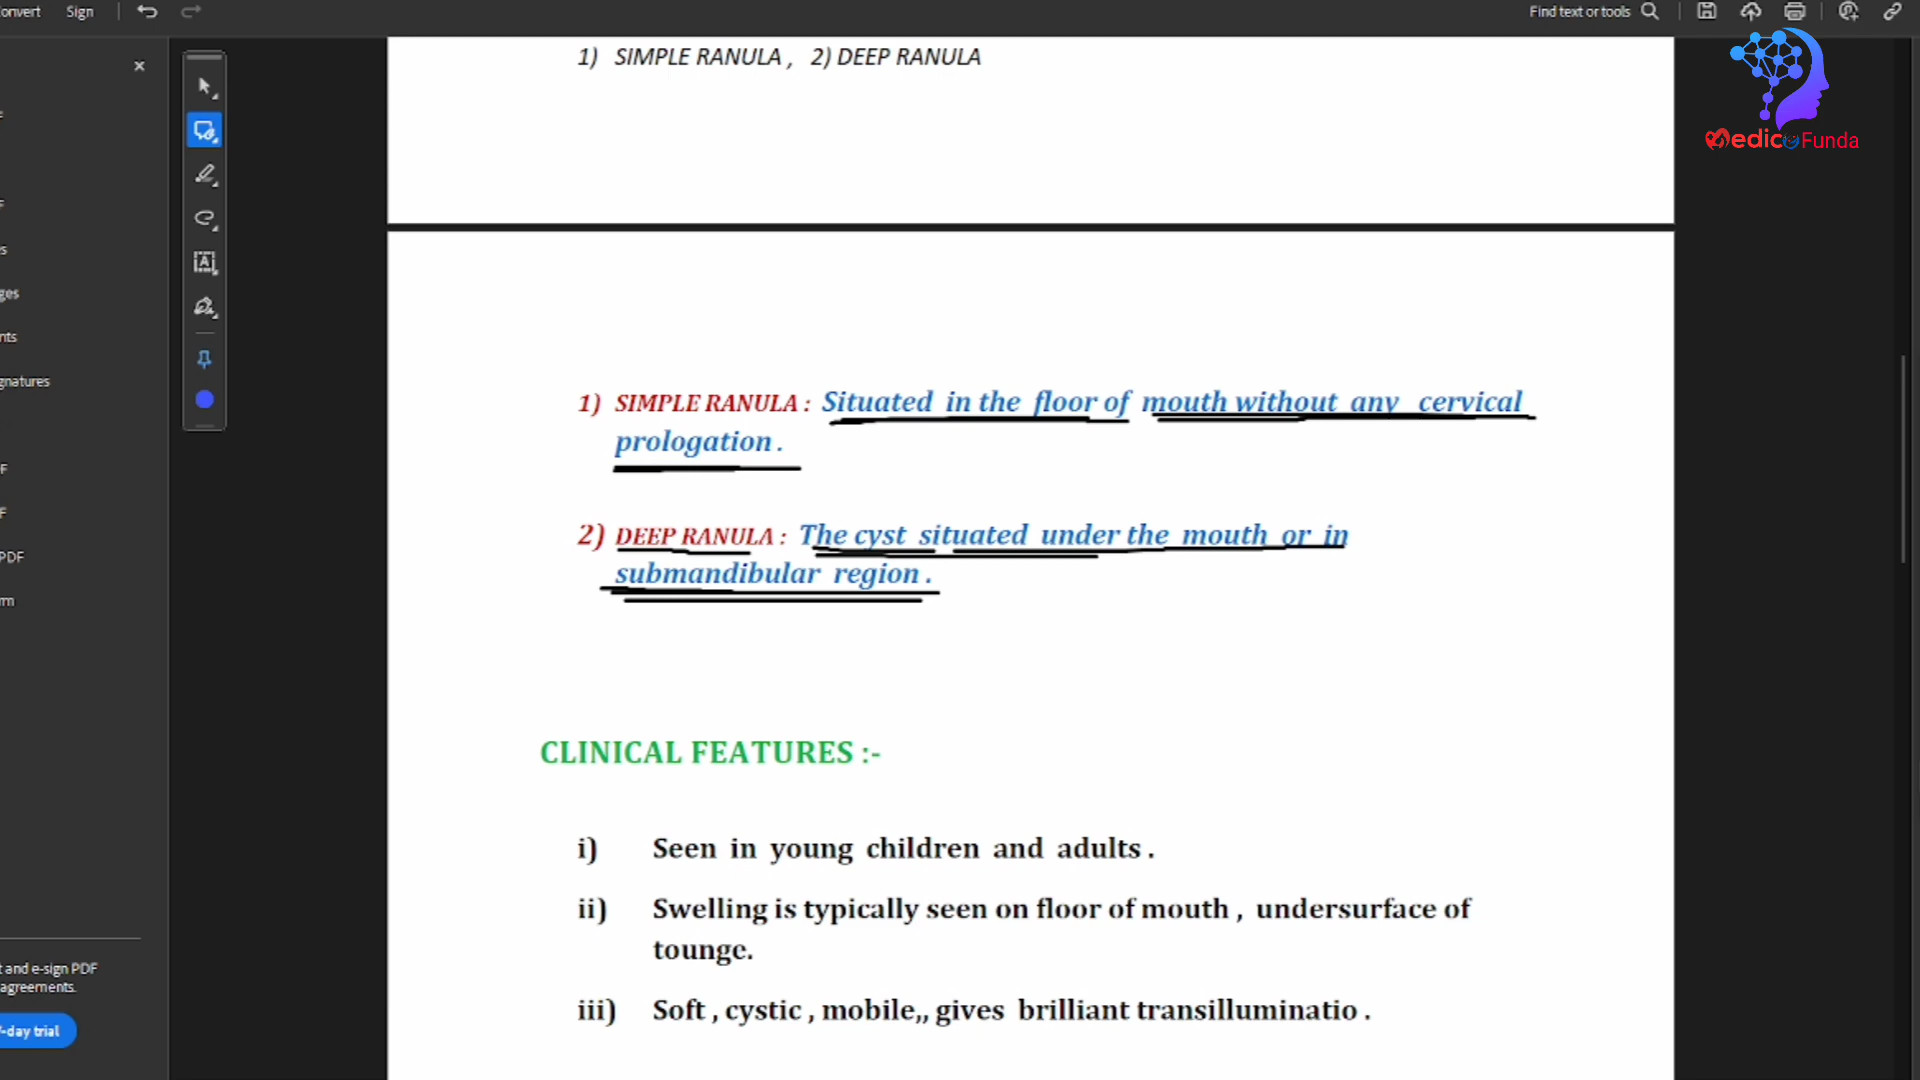 onvert Sign Find text or tools
1) SIMPLE RANULA , 2) DEEP RANULA
Medico Funda
F
s
ges
nts
gnatures
1) SIMPLE RANULA : Situated in the floor of mouth without any cervical
prologation .
F
F
2) DEEP RANULA : The cyst situated under the mouth or in
PDF
submandibular region .
rm
CLINICAL FEATURES :-
i) Seen in young children and adults .
ii) Swelling is typically seen on floor of mouth , undersurface of
tounge.
t and e-sign PDF
agreements.
iii) Soft , cystic , mobile,, gives brilliant transilluminatio .
-day trial